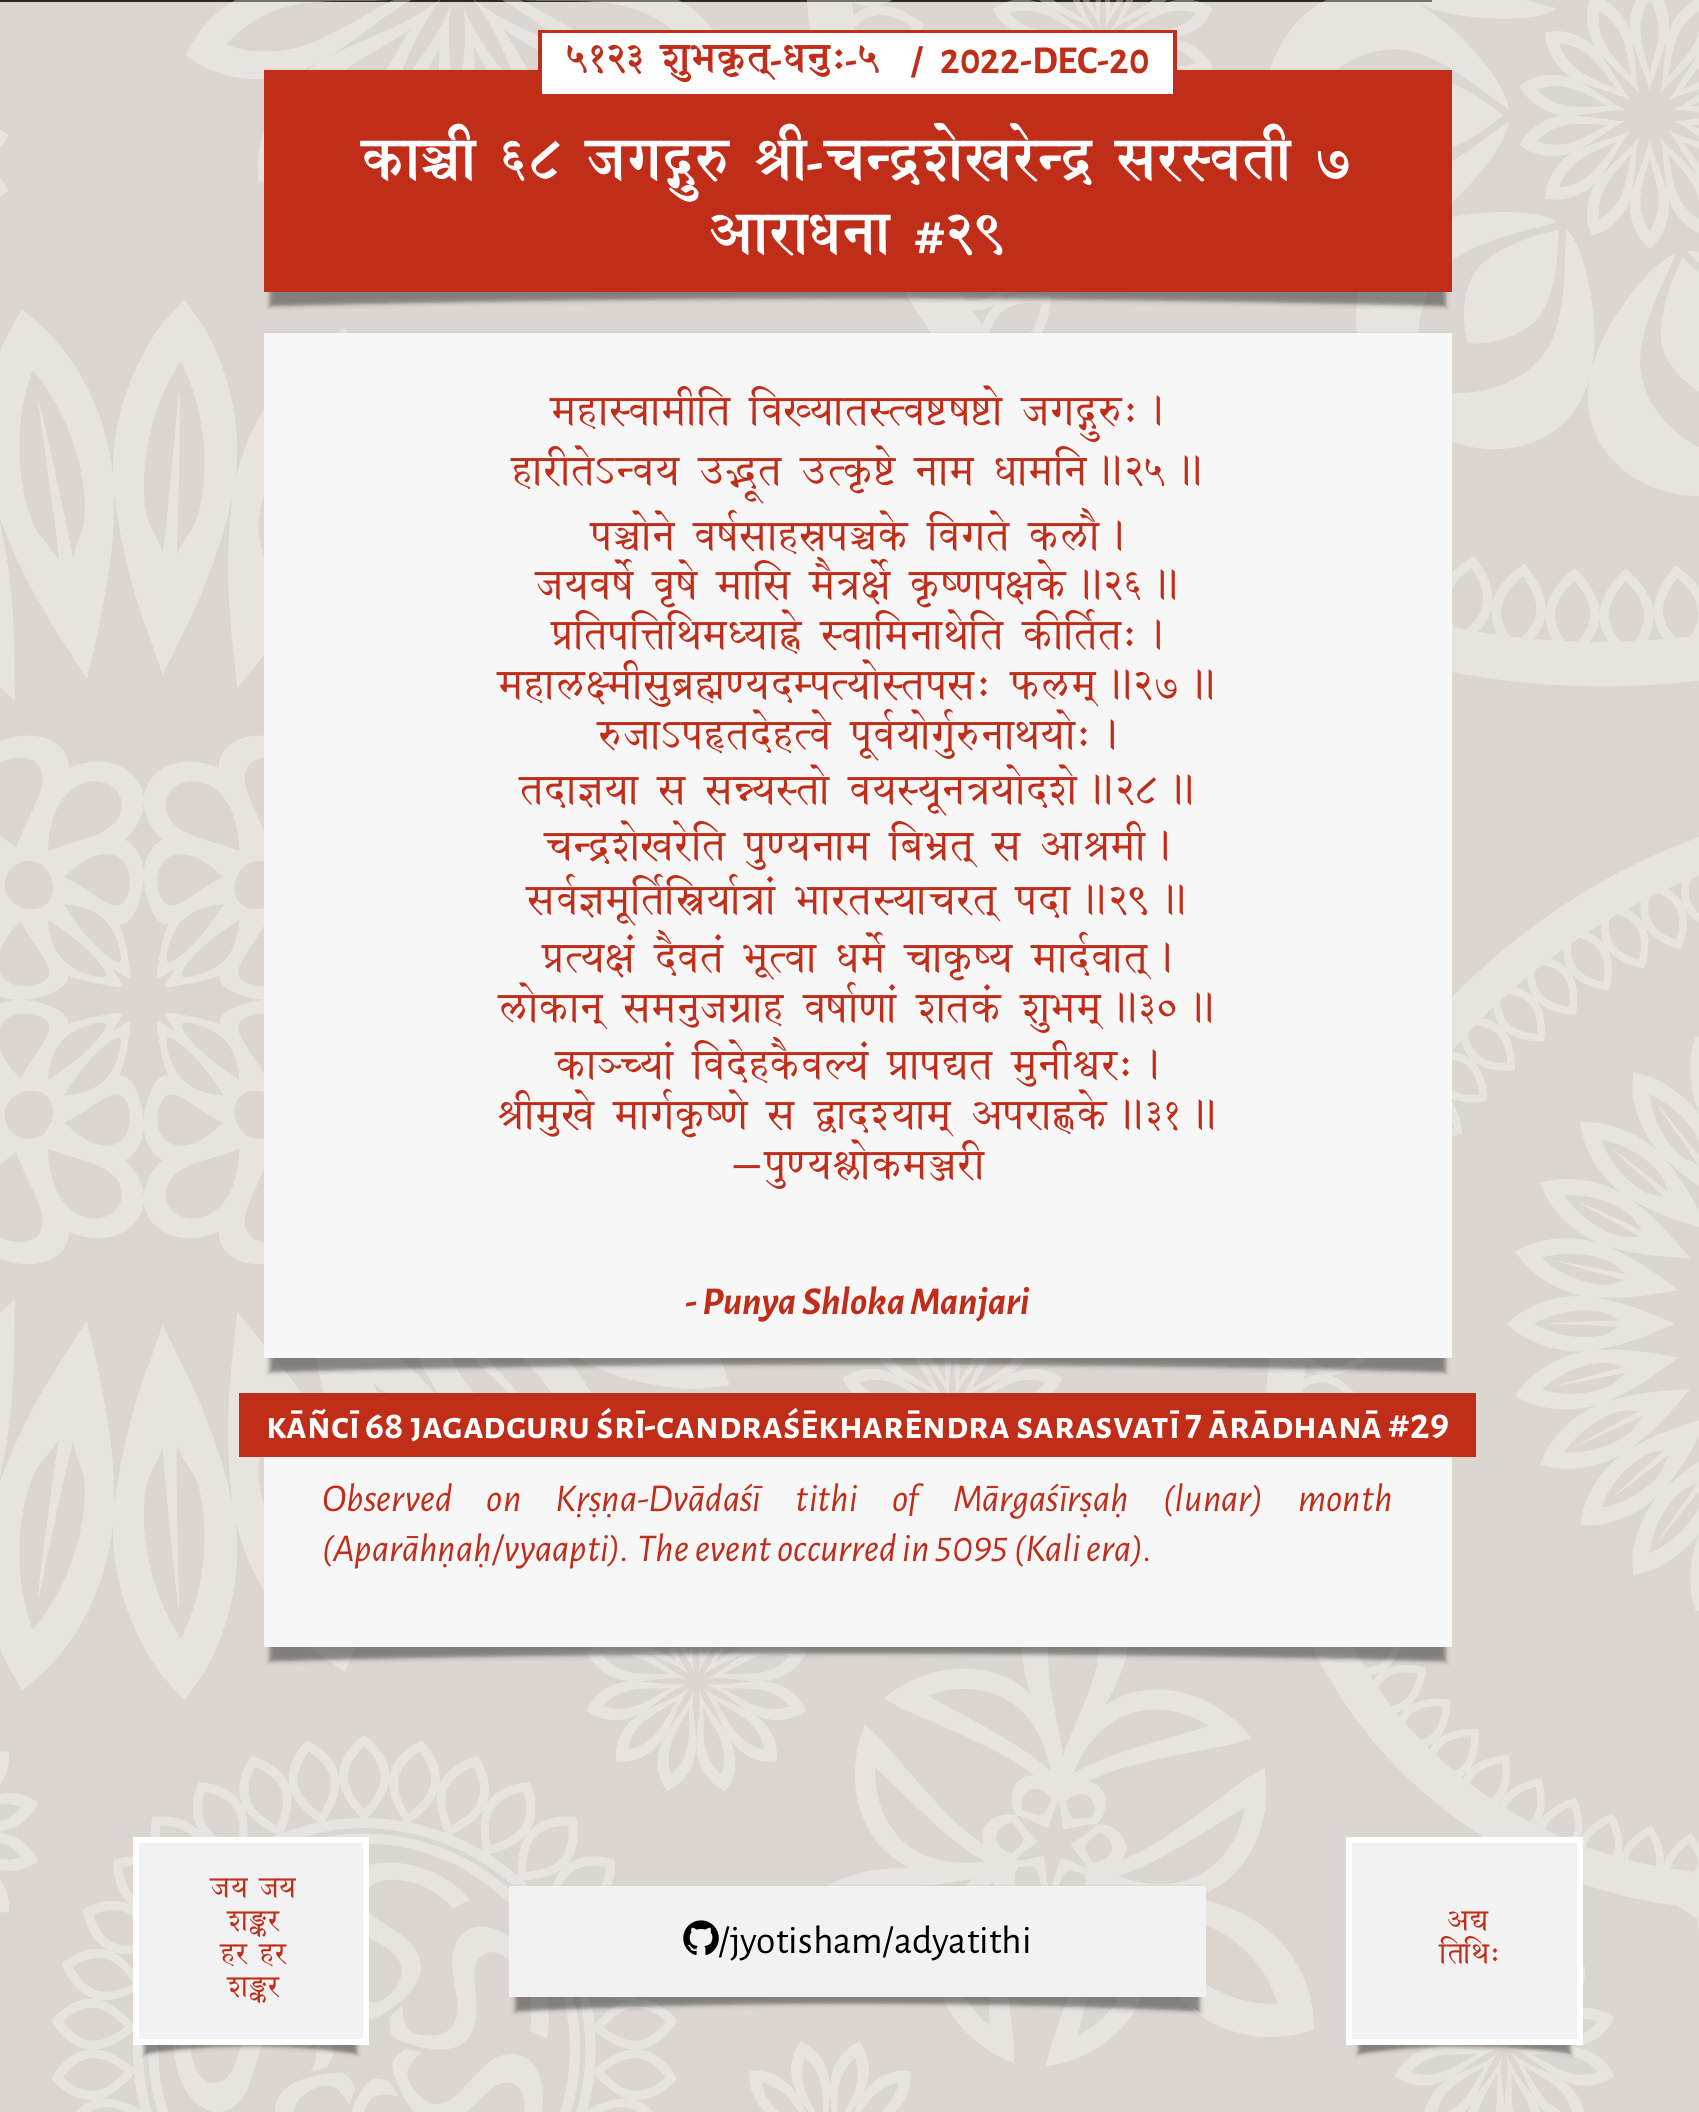 ५१२३ शुभकृत्-धनुः-५ / 2022-DEC-20
काञ्ची ६८ जगद्गुरु श्री-चन्द्रशेखरेन्द्र सरस्वती ७
आराधना #२९
महास्वामीति विख्यातस्त्वष्टषष्टो जगद्गुरुः ।
हारीतेऽन्वय उद्भूत उत्कृष्टे नाम धामनि ॥२५ ॥
पञ्चोने वर्षसाहस्रपञ्चके विगते कलौ ।
जयवर्षे वृषे मासि मैत्रर्क्षे कृष्णपक्षके ॥२६ ॥
प्रतिपत्तिथिमध्याह्ने स्वामिनाथेति कीर्तितः ।
महालक्ष्मीसुब्रह्मण्यदम्पत्योस्तपसः फलम् ॥२७ ॥
रुजाऽपहृतदेहत्वे पूर्वयोर्गुरुनाथयोः ।
तदाज्ञया स सन्न्यस्तो वयस्यूनत्रयोदशे ॥२८ ॥
चन्द्रशेखरेति पुण्यनाम बिभ्रत् स आश्रमी ।
सर्वज्ञमूर्तिस्त्रिर्यात्रां भारतस्याचरत् पदा ॥२९ ॥
प्रत्यक्षं दैवतं भूत्वा धर्मे चाकृष्य मार्दवात् ।
लोकान् समनुजग्राह वर्षाणां शतकं शुभम् ॥३० ॥
काञ्च्यां विदेहकैवल्यं प्रापद्यत मुनीश्वरः ।
श्रीमुखे मार्गकृष्णे स द्वादश्याम् अपराह्णके ॥३१ ॥
—पुण्यश्लोकमञ्जरी
- Punya Shloka Manjari
KĀÑCĪ 68 JAGADGURU ŚRĪ-CANDRAŚĒKHARĒNDRA SARASVATĪ 7 ĀRĀDHANĀ #29
Observed on Kṛṣṇa-Dvādaśī tithi of Mārgaśīrṣaḥ (lunar) month
(Aparāhṇaḥ/vyaapti). The event occurred in 5095 (Kali era).
जय जय
शङ्कर
हर हर
शङ्कर
/jyotisham/adyatithi
अद्य
तिथिः